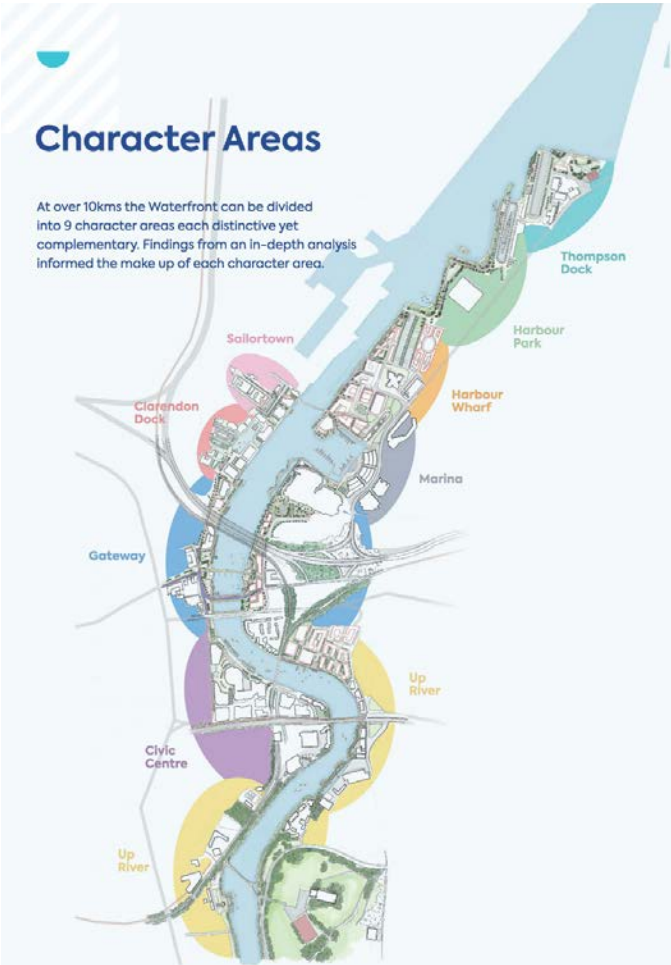 Character Areas
At over 10kms the Waterfront can be divided
into 9 character areas each distinctive yet
complementary. Findings from an in-depth analysis
informed the make up of each character area.
Thompson
Dock
Harbour
Park
Sailortown
Harbour
Wharf
Clarendon
Dock
Marina
Gateway
Up
River
Civic
Centre
Up
River